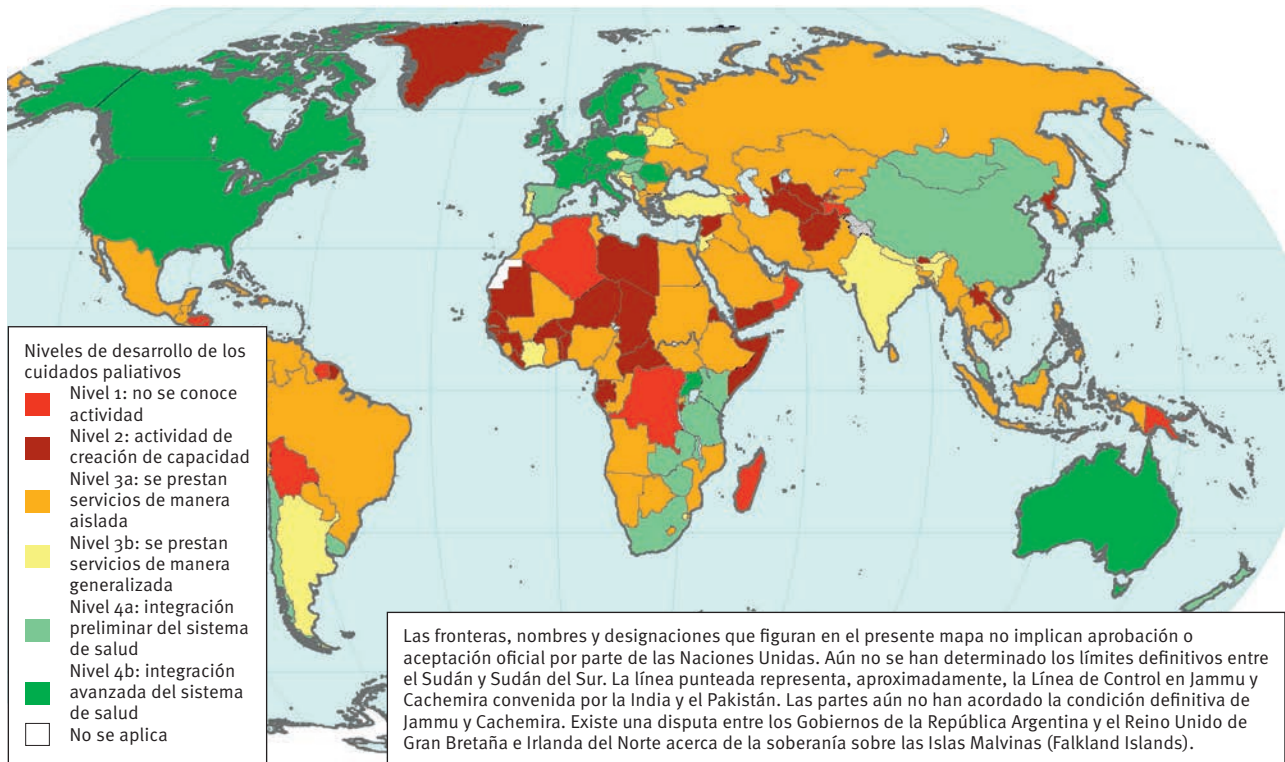 Niveles de desarrollo de los
cuidados paliativos
Nivel 1: no se conoce
actividad
Nivel 2: actividad de
creación de capacidad
Nivel 3a: se prestan
servicios de manera
aislada
Nivel 3b: se prestan
servicios de manera
generalizada
Nivel 4a: integración
preliminar del sistema
de salud
Nivel 4b: integración
avanzada del sistema
de salud
No se aplica
Las fronteras, nombres y designaciones que figuran en el presente mapa no implican aprobación o
aceptación oficial por parte de las Naciones Unidas. Aún no se han determinado los límites definitivos entre
el Sudán y Sudán del Sur. La línea punteada representa, aproximadamente, la Línea de Control en Jammu y
Cachemira convenida por la India y el Pakistán. Las partes aún no han acordado la condición definitiva de
Jammu y Cachemira. Existe una disputa entre los Gobiernos de la República Argentina y el Reino Unido de
Gran Bretaña e Irlanda del Norte acerca de la soberanía sobre las Islas Malvinas (Falkland Islands).